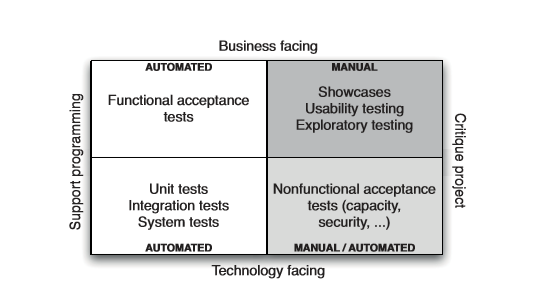 Business facing
AUTOMATED
Functional acceptance
tests
MANUAL
Showcases
Usability testing
Exploratory testing
Support programming
Critique project
Unit tests
Integration tests
System tests
AUTOMATED
Nonfunctional acceptance
tests (capacity,
security, ...)
MANUAL / AUTOMATED
Technology facing